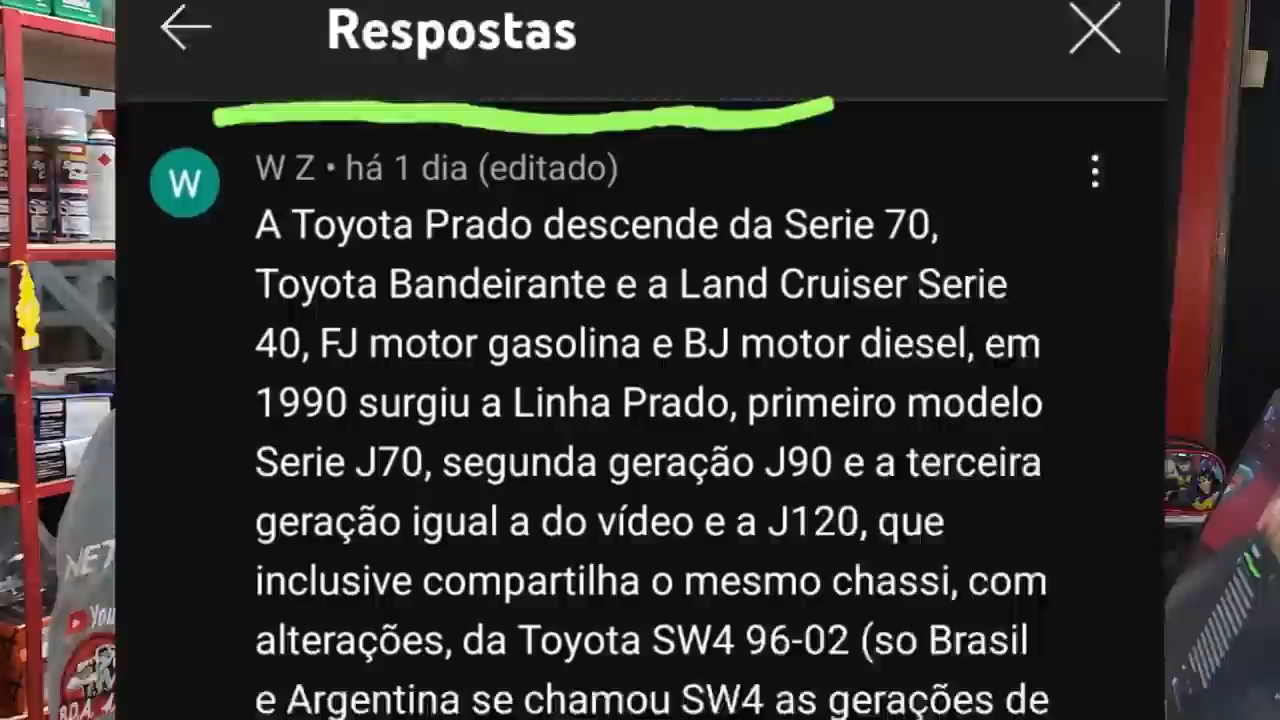 Respostas
W
W Z • há 1 dia (editado)
A Toyota Prado descende da Serie 70,
Toyota Bandeirante e a Land Cruiser Serie
40, FJ motor gasolina e BJ motor diesel, em
1990 surgiu a Linha Prado, primeiro modelo
Serie J70, segunda geração J90 e a terceira
geração igual a do vídeo e a J120, que
inclusive compartilha o mesmo chassi, com
alterações, da Toyota SW4 96-02 (so Brasil
e Argentina se chamou SW4 as gerações de
You